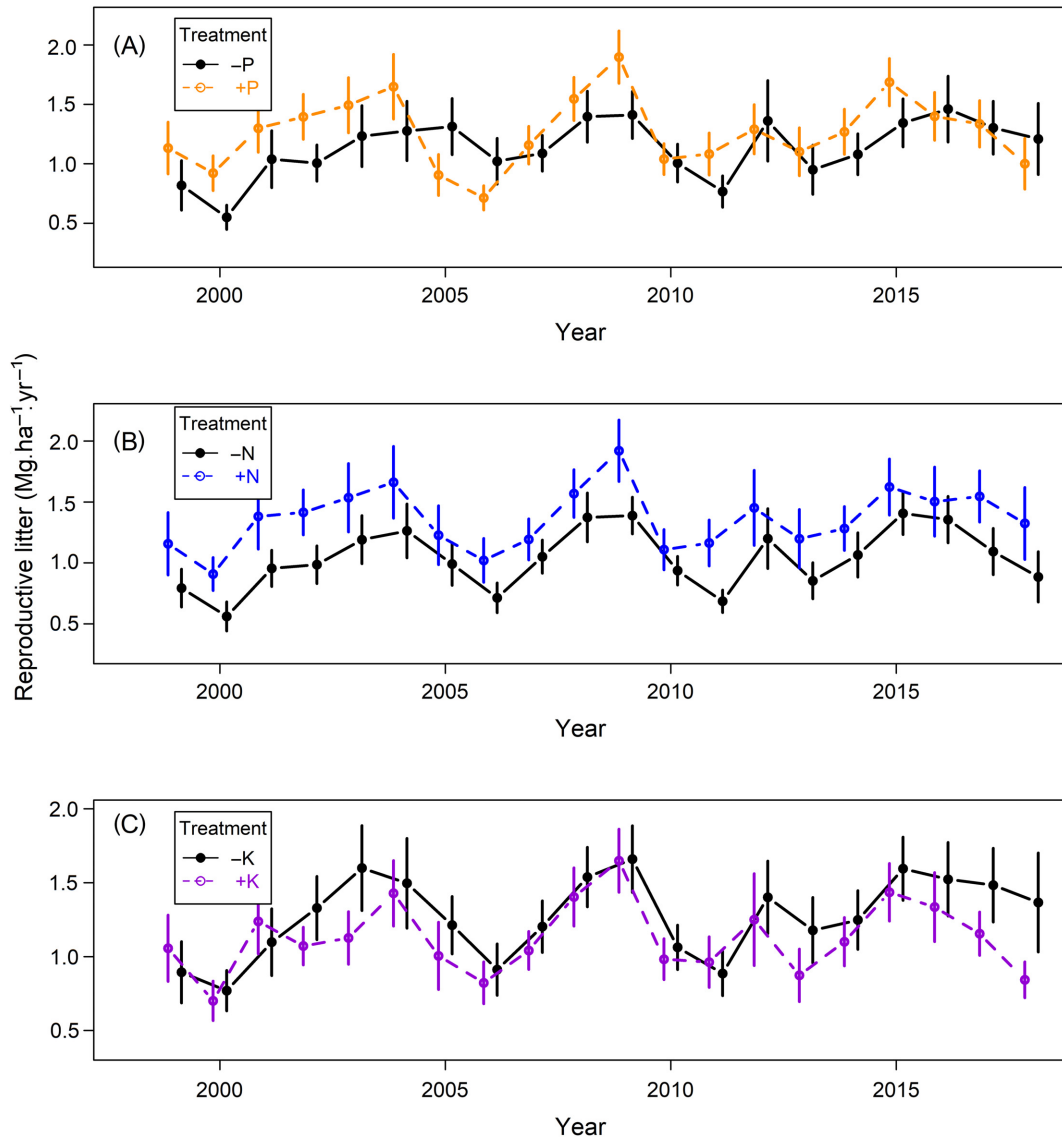 Reproductive litter (Mg.ha⁻¹.yr⁻¹)
(A)
Treatment
–P
+P
2.0
1.5
1.0
0.5
2000 2005 2010 2015
Year
(B)
Treatment
–N
+N
2.0
1.5
1.0
0.5
2000 2005 2010 2015
Year
(C)
Treatment
–K
+K
2.0
1.5
1.0
0.5
2000 2005 2010 2015
Year